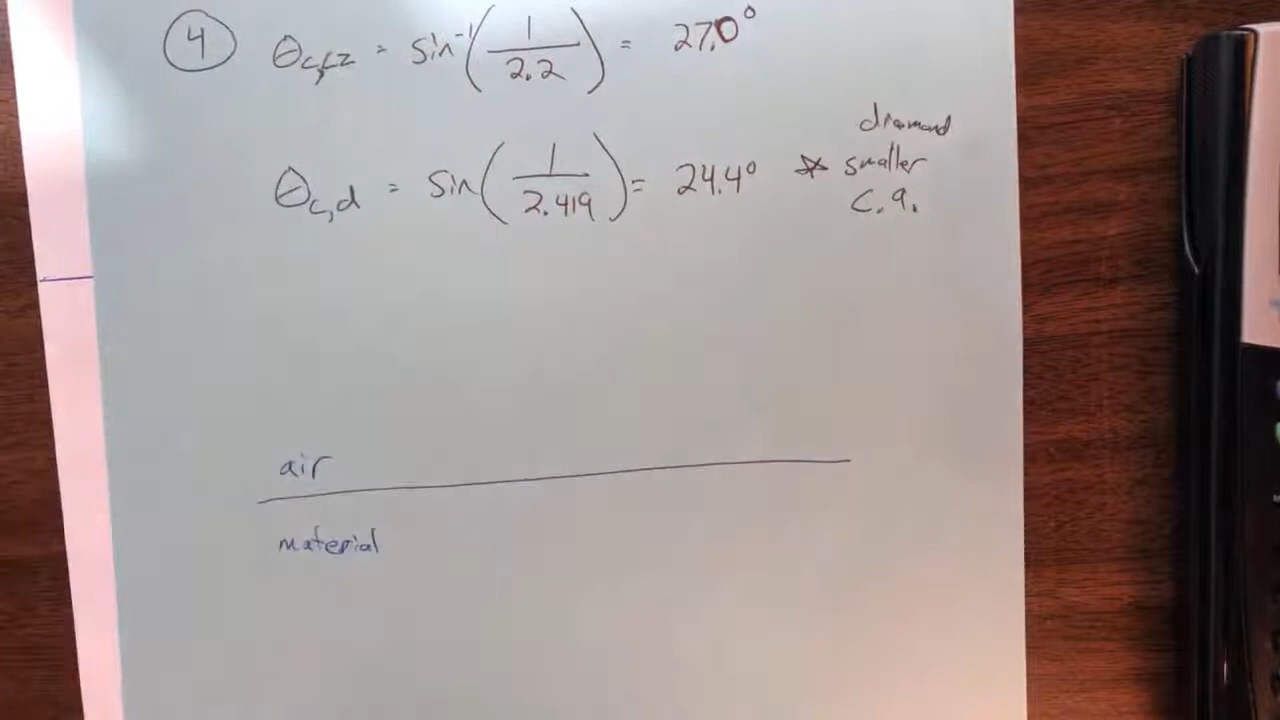 ④ θc,cz = sin⁻¹(1/2.2) = 27.0°
θc,d = sin(1/2.419) = 24.4° * diamond smaller c.a.
air
material